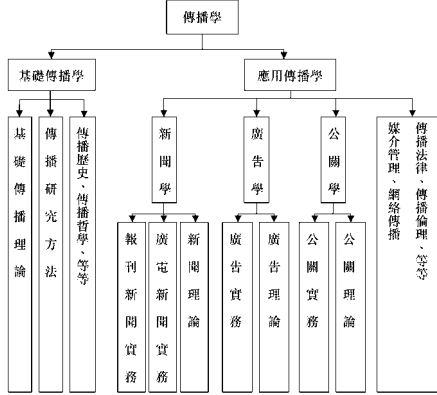 傳播學
基礎傳播學
應用傳播學
基礎傳播理論
傳播研究方法
傳播歷史、傳播哲學、等等
新聞學
廣告學
公關學
傳播法律、傳播倫理、等等
媒介管理、網絡傳播
報刊新聞實務
廣電新聞實務
新聞理論
廣告實務
廣告理論
公關實務
公關理論